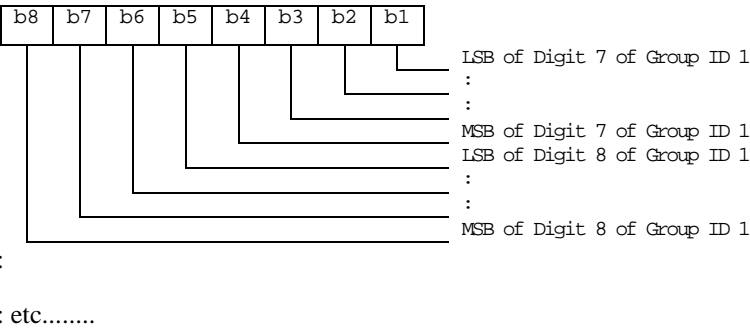 b8 b7 b6 b5 b4 b3 b2 b1
LSB of Digit 7 of Group ID 1
:
:
MSB of Digit 7 of Group ID 1
LSB of Digit 8 of Group ID 1
:
:
MSB of Digit 8 of Group ID 1
:
: etc........